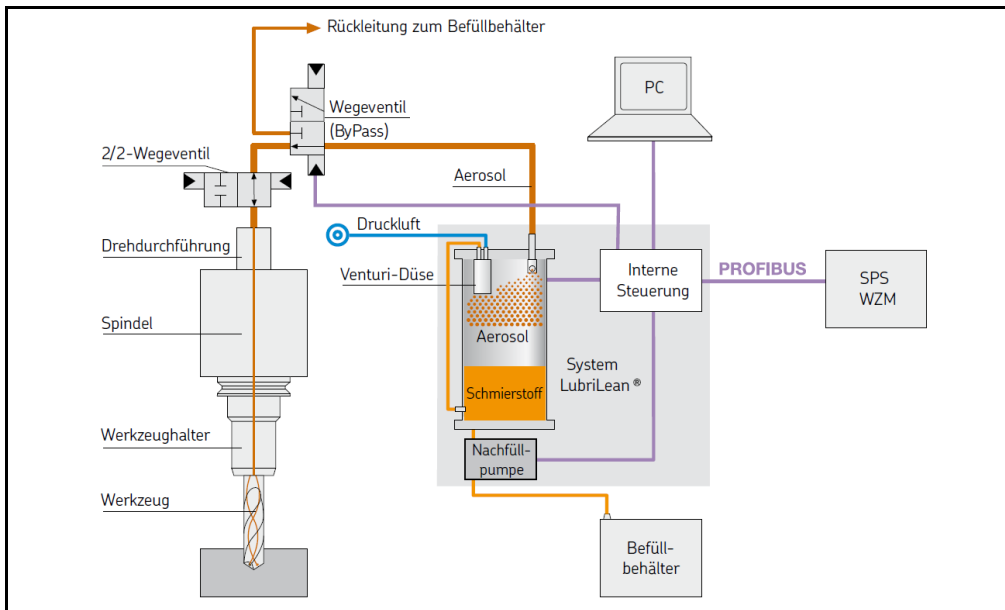 Rückleitung zum Befüllbehälter
Wegeventil
(ByPass)
PC
2/2-Wegeventil
Aerosol
Drehdurchführung
Druckluft
Venturi-Düse
Interne
Steuerung
PROFIBUS
SPS
WZM
Spindel
Aerosol
System
LubriLean ®
Schmierstoff
Werkzeughalter
Nachfüll-
pumpe
Werkzeug
Befüll-
behälter